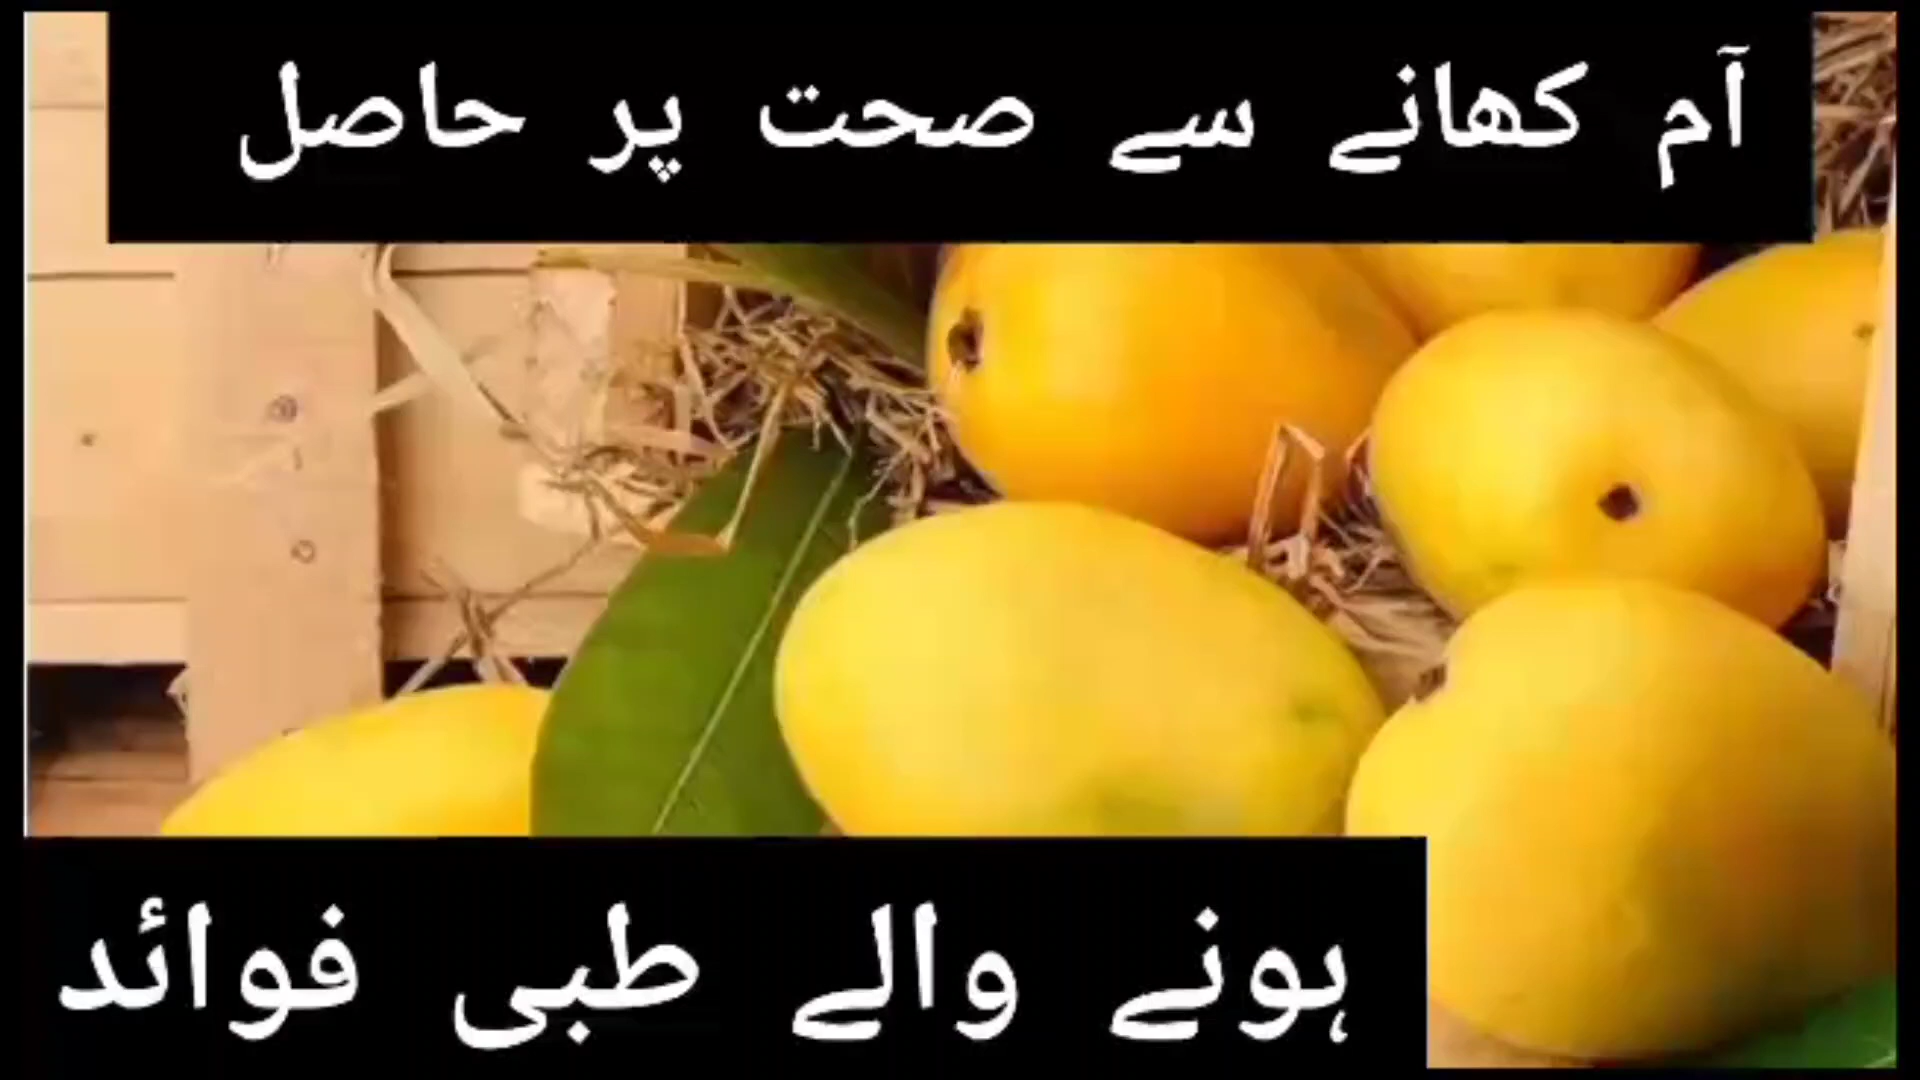 آم کھانے سے صحت پر حاصل
ہونے والے طبی فوائد